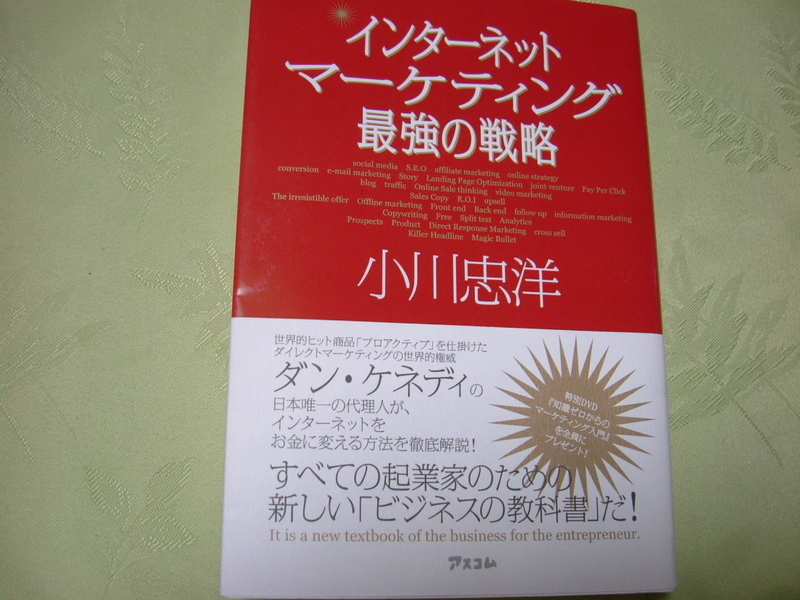 インターネット
マーケティング
最強の戦略
social media S.E.O affiliate marketing online strategy
conversion e-mail marketing Story Landing Page Optimization joint venture Pay Per Click
blog traffic Online Sale thinking video marketing
Sales Copy R.O.I upsell
The irresistible offer Offline marketing Front end Back end follow up information marketing
Copywriting Free Split test Analytics
Prospects Product Direct Response Marketing cross sell
Killer Headline Magic Bullet
小川忠洋
世界的ヒット商品「プロアクティブ」を仕掛けた
ダイレクトマーケティングの世界的権威
ダン・ケネディの
日本唯一の代理人が、
インターネットを
お金に変える方法を徹底解説!
特別DVD
『知識ゼロからの
マーケティング入門』
を全員に
プレゼント!
すべての起業家のための
新しい「ビジネスの教科書」だ!
It is a new textbook of the business for the entrepreneur.
アスコム